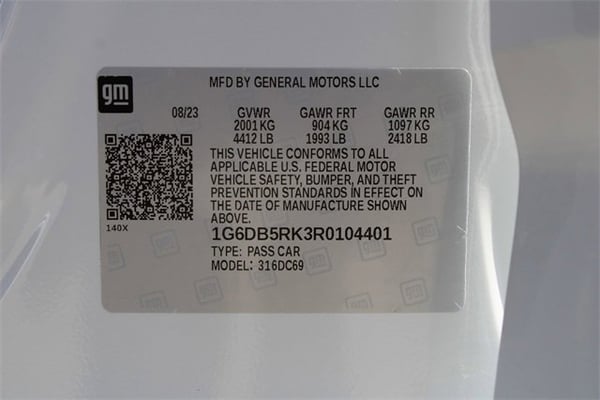 gm
MFD BY GENERAL MOTORS LLC
08/23 GVWR GAWR FRT GAWR RR
2001 KG 904 KG 1097 KG
4412 LB 1993 LB 2418 LB
THIS VEHICLE CONFORMS TO ALL
APPLICABLE U.S. FEDERAL MOTOR
VEHICLE SAFETY, BUMPER, AND THEFT
PREVENTION STANDARDS IN EFFECT ON
THE DATE OF MANUFACTURE SHOWN
ABOVE.
140X
1G6DB5RK3R0104401
TYPE: PASS CAR
MODEL: 316DC69